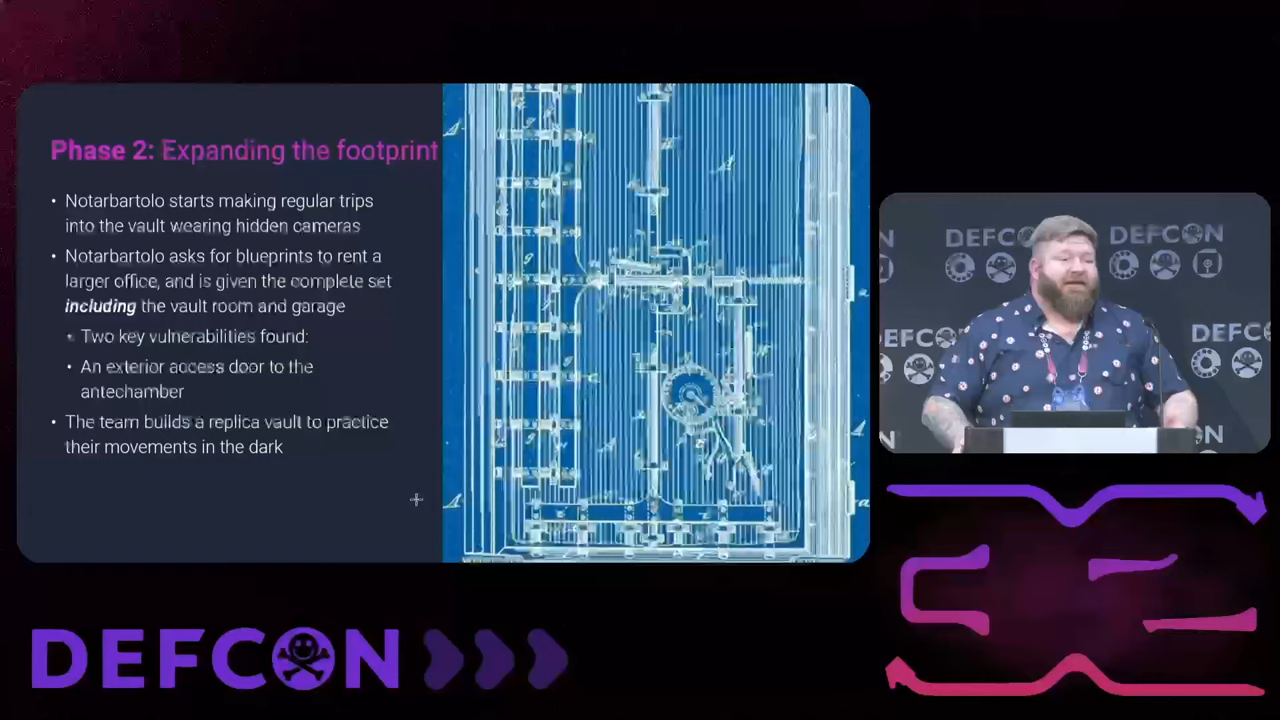 Phase 2: Expanding the footprint
• Notarbartolo starts making regular trips
into the vault wearing hidden cameras
• Notarbartolo asks for blueprints to rent a
larger office, and is given the complete set
including the vault room and garage
• Two key vulnerabilities found:
• An exterior access door to the
antechamber
• The team builds a replica vault to practice
their movements in the dark
DEFCON
DEFCON
DEFC
DEFCON